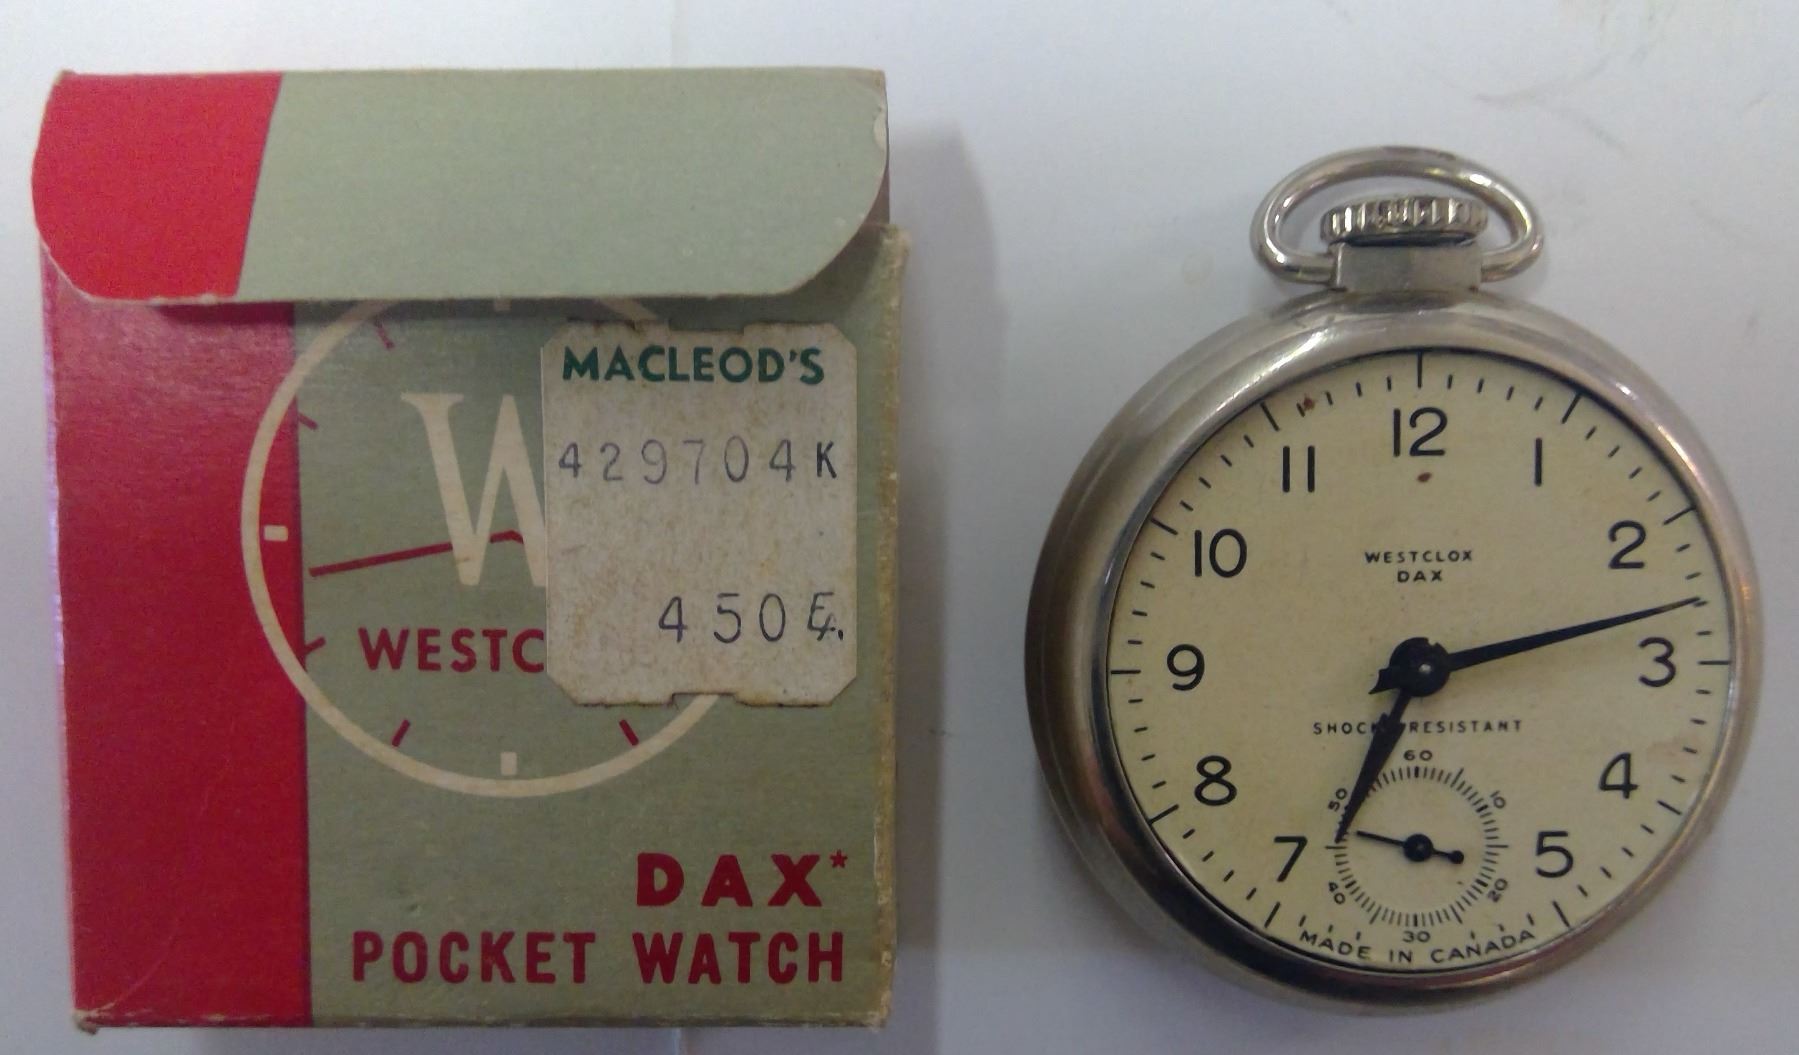 W
MACLEOD'S
429704K
450
WESTC
DAX*
POCKET WATCH
12
1
2
3
4
5
7
8
9
10
11
WESTCLOX
DAX
SHOCK RESISTANT
60
10
20
30
40
50
MADE IN CANADA